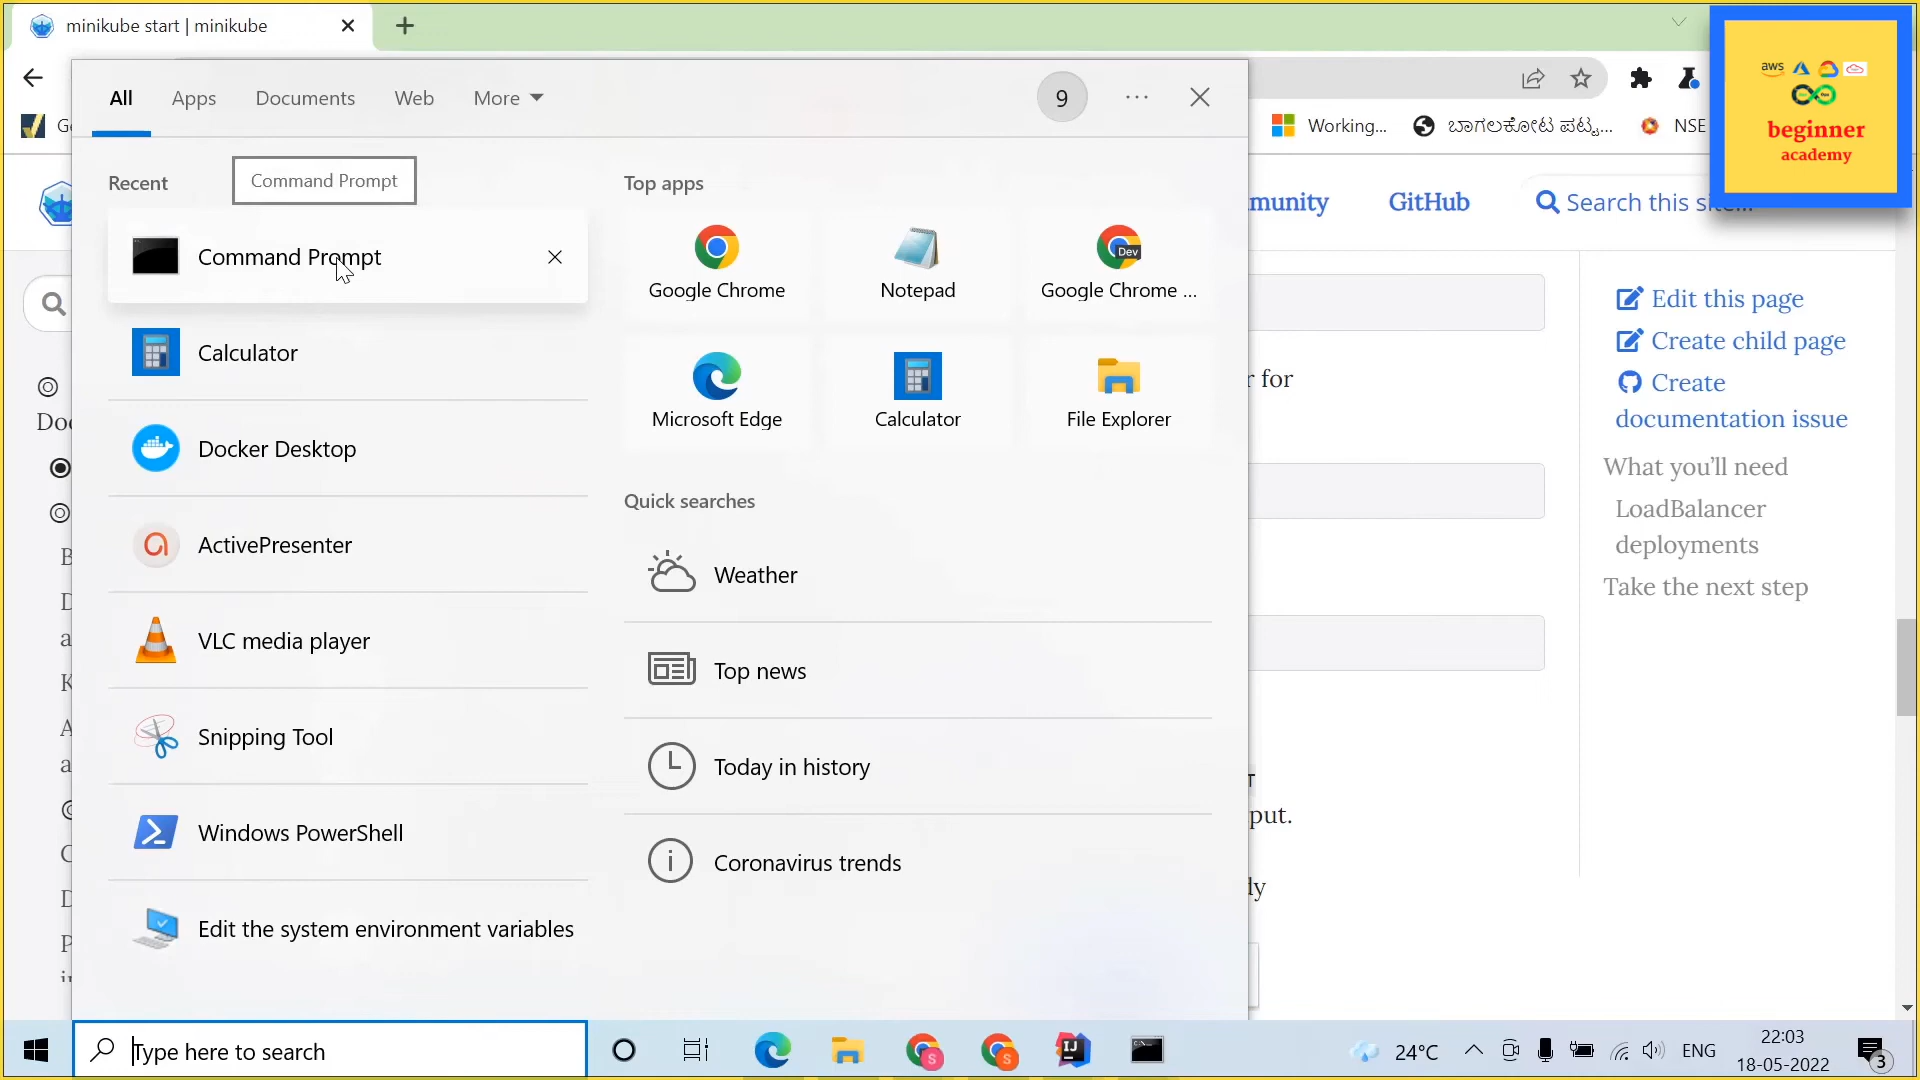 minikube start | minikube
All
Apps
Documents
Web
More
9
Working...
ಬಾಗಲಕೋಟ ಪಟ್ಟ...
NSE
aws
beginner
academy
Recent
Command Prompt
Top apps
Command Prompt
Calculator
Docker Desktop
ActivePresenter
VLC media player
Snipping Tool
Windows PowerShell
Edit the system environment variables
Google Chrome
Notepad
Dev
Google Chrome ...
Microsoft Edge
Calculator
File Explorer
Quick searches
Weather
Top news
Today in history
Coronavirus trends
munity
GitHub
Search this site...
r for
put.
ly
Edit this page
Create child page
Create
documentation issue
What you’ll need
LoadBalancer
deployments
Take the next step
Type here to search
S
S
IJ
24°C
ENG
22:03
18-05-2022
3